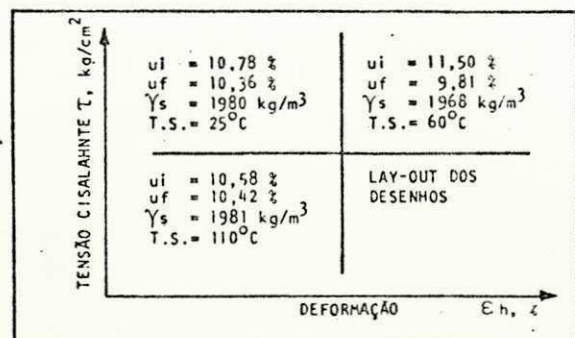 TENSÃO CISALAHNTE τ, kg/cm²
ui = 10,78 %
uf = 10,36 %
γs = 1980 kg/m³
T.S.= 25°C
ui = 11,50 %
uf = 9,81 %
γs = 1968 kg/m³
T.S.= 60°C
ui = 10,58 %
uf = 10,42 %
γs = 1981 kg/m³
T.S.= 110°C
LAY-OUT DOS
DESENHOS
DEFORMAÇÃO εh, %